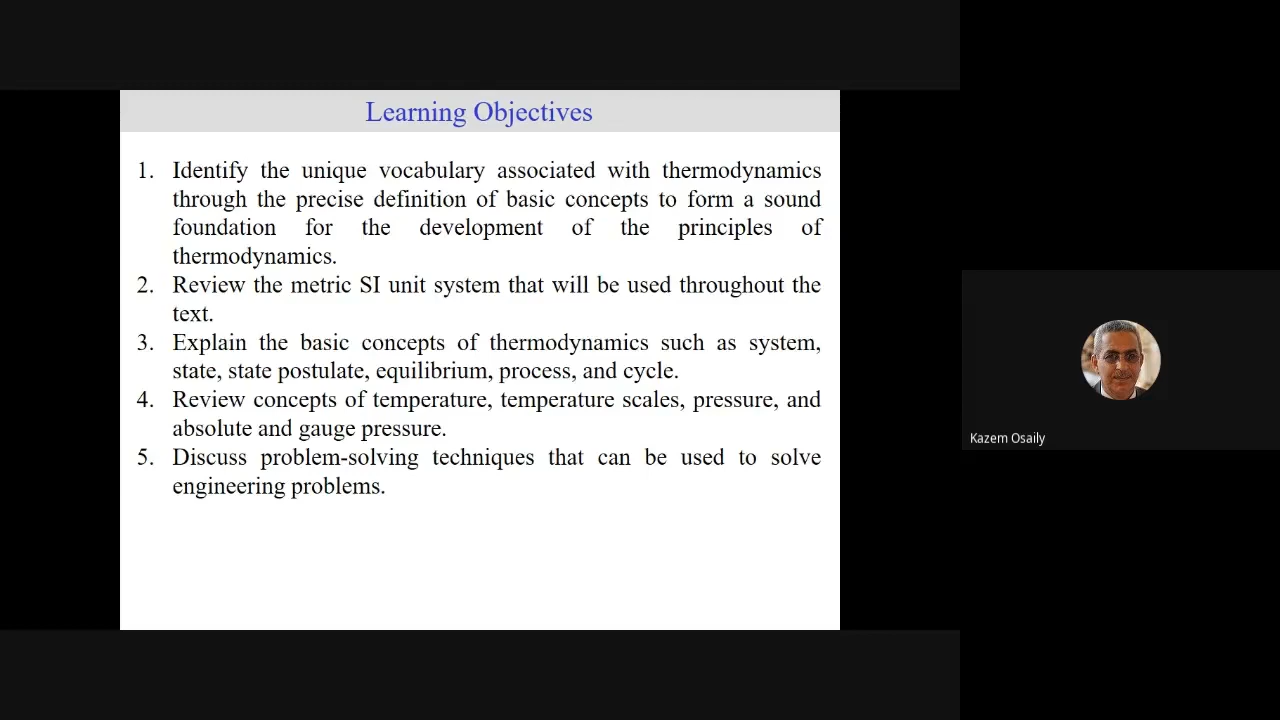 Learning Objectives
1. Identify the unique vocabulary associated with thermodynamics
through the precise definition of basic concepts to form a sound
foundation for the development of the principles of
thermodynamics.
2. Review the metric SI unit system that will be used throughout the
text.
3. Explain the basic concepts of thermodynamics such as system,
state, state postulate, equilibrium, process, and cycle.
4. Review concepts of temperature, temperature scales, pressure, and
absolute and gauge pressure.
5. Discuss problem-solving techniques that can be used to solve
engineering problems.
Kazem Osaily